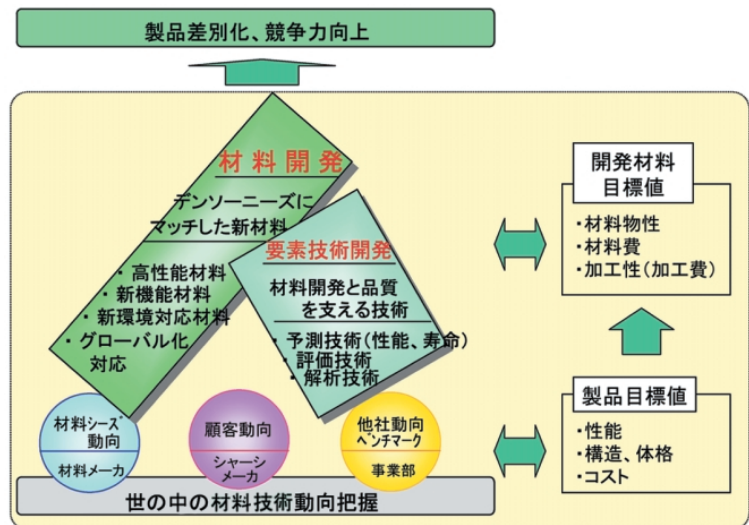 製品差別化、競争力向上
材料開発
デンソーニーズに
マッチした新材料
・高性能材料
・新機能材料
・新環境対応材料
・グローバル化
対応
要素技術開発
材料開発と品質
を支える技術
・予測技術(性能、寿命)
・評価技術
・解析技術
開発材料
目標値
・材料物性
・材料費
・加工性(加工費)
製品目標値
・性能
・構造、体格
・コスト
材料シーズ
動向
材料メーカ
顧客動向
シャーシ
メーカ
他社動向
ベンチマーク
事業部
世の中の材料技術動向把握